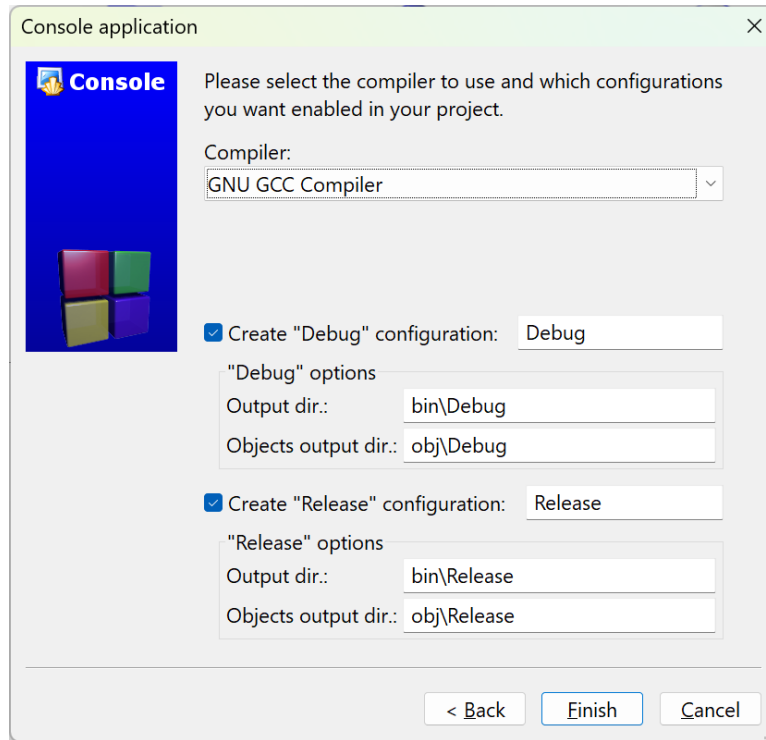 Console application
Console
Please select the compiler to use and which configurations
you want enabled in your project.
Compiler:
GNU GCC Compiler
Create "Debug" configuration: Debug
"Debug" options
Output dir.: bin\Debug
Objects output dir.: obj\Debug
Create "Release" configuration: Release
"Release" options
Output dir.: bin\Release
Objects output dir.: obj\Release
< Back Finish Cancel